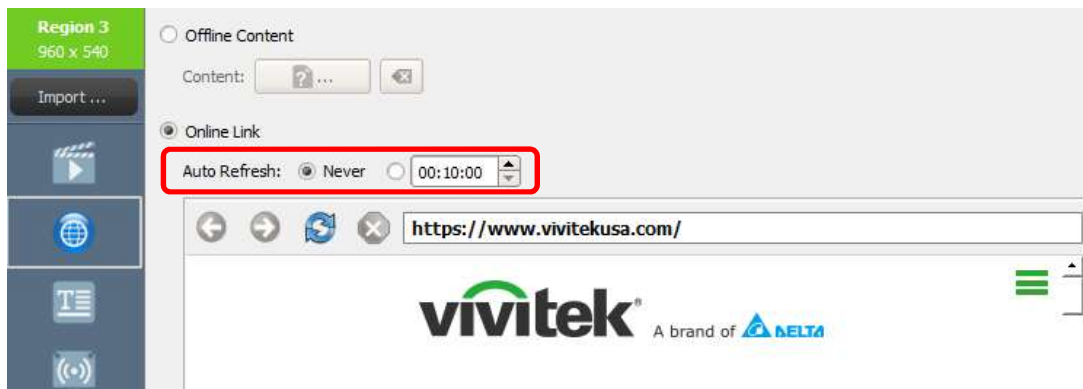 Region 3
960 x 540
Import ...
Offline Content
Content: ? ...
Online Link
Auto Refresh: Never 00:10:00
https://www.vivitekusa.com/
vivitek® A brand of DELTA
T